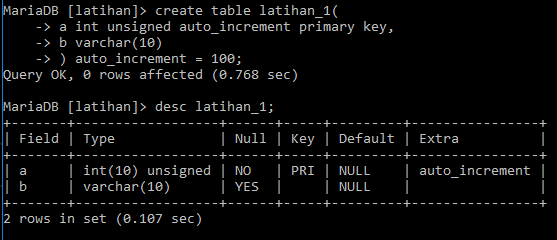 MariaDB [latihan]> create table latihan_1(
    -> a int unsigned auto_increment primary key,
    -> b varchar(10)
    -> ) auto_increment = 100;
Query OK, 0 rows affected (0.768 sec)

MariaDB [latihan]> desc latihan_1;
+-------+------------------+------+-----+---------+----------------+
| Field | Type             | Null | Key | Default | Extra          |
+-------+------------------+------+-----+---------+----------------+
| a     | int(10) unsigned | NO   | PRI | NULL    | auto_increment |
| b     | varchar(10)      | YES  |     | NULL    |                |
+-------+------------------+------+-----+---------+----------------+
2 rows in set (0.107 sec)